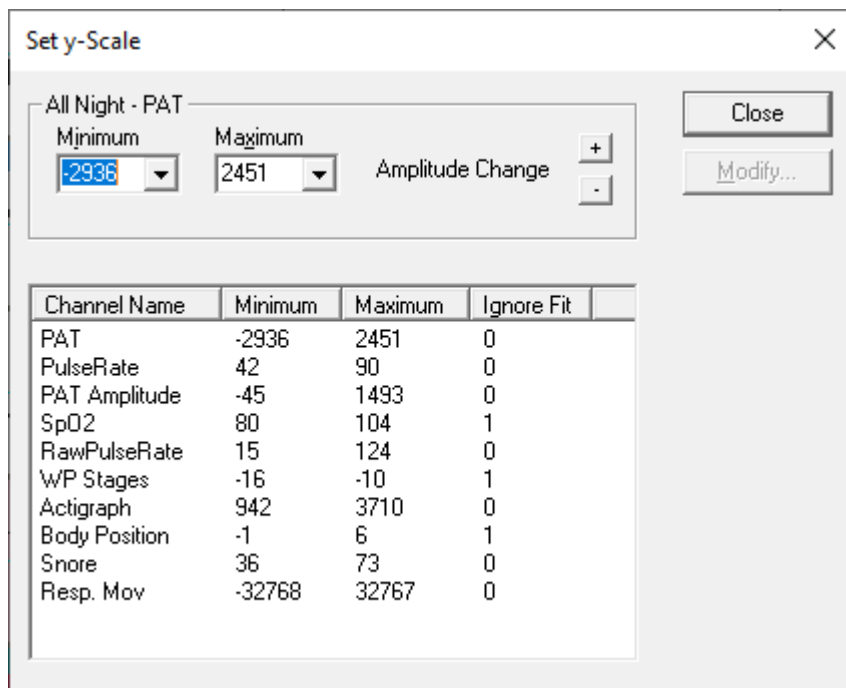 Set y-Scale
All Night - PAT
Minimum Maximum
-2936 2451 Amplitude Change + -
Close
Modify...
Channel Name Minimum Maximum Ignore Fit
PAT -2936 2451 0
PulseRate 42 90 0
PAT Amplitude -45 1493 0
SpO2 80 104 1
RawPulseRate 15 124 0
WP Stages -16 -10 1
Actigraph 942 3710 0
Body Position -1 6 1
Snore 36 73 0
Resp. Mov -32768 32767 0